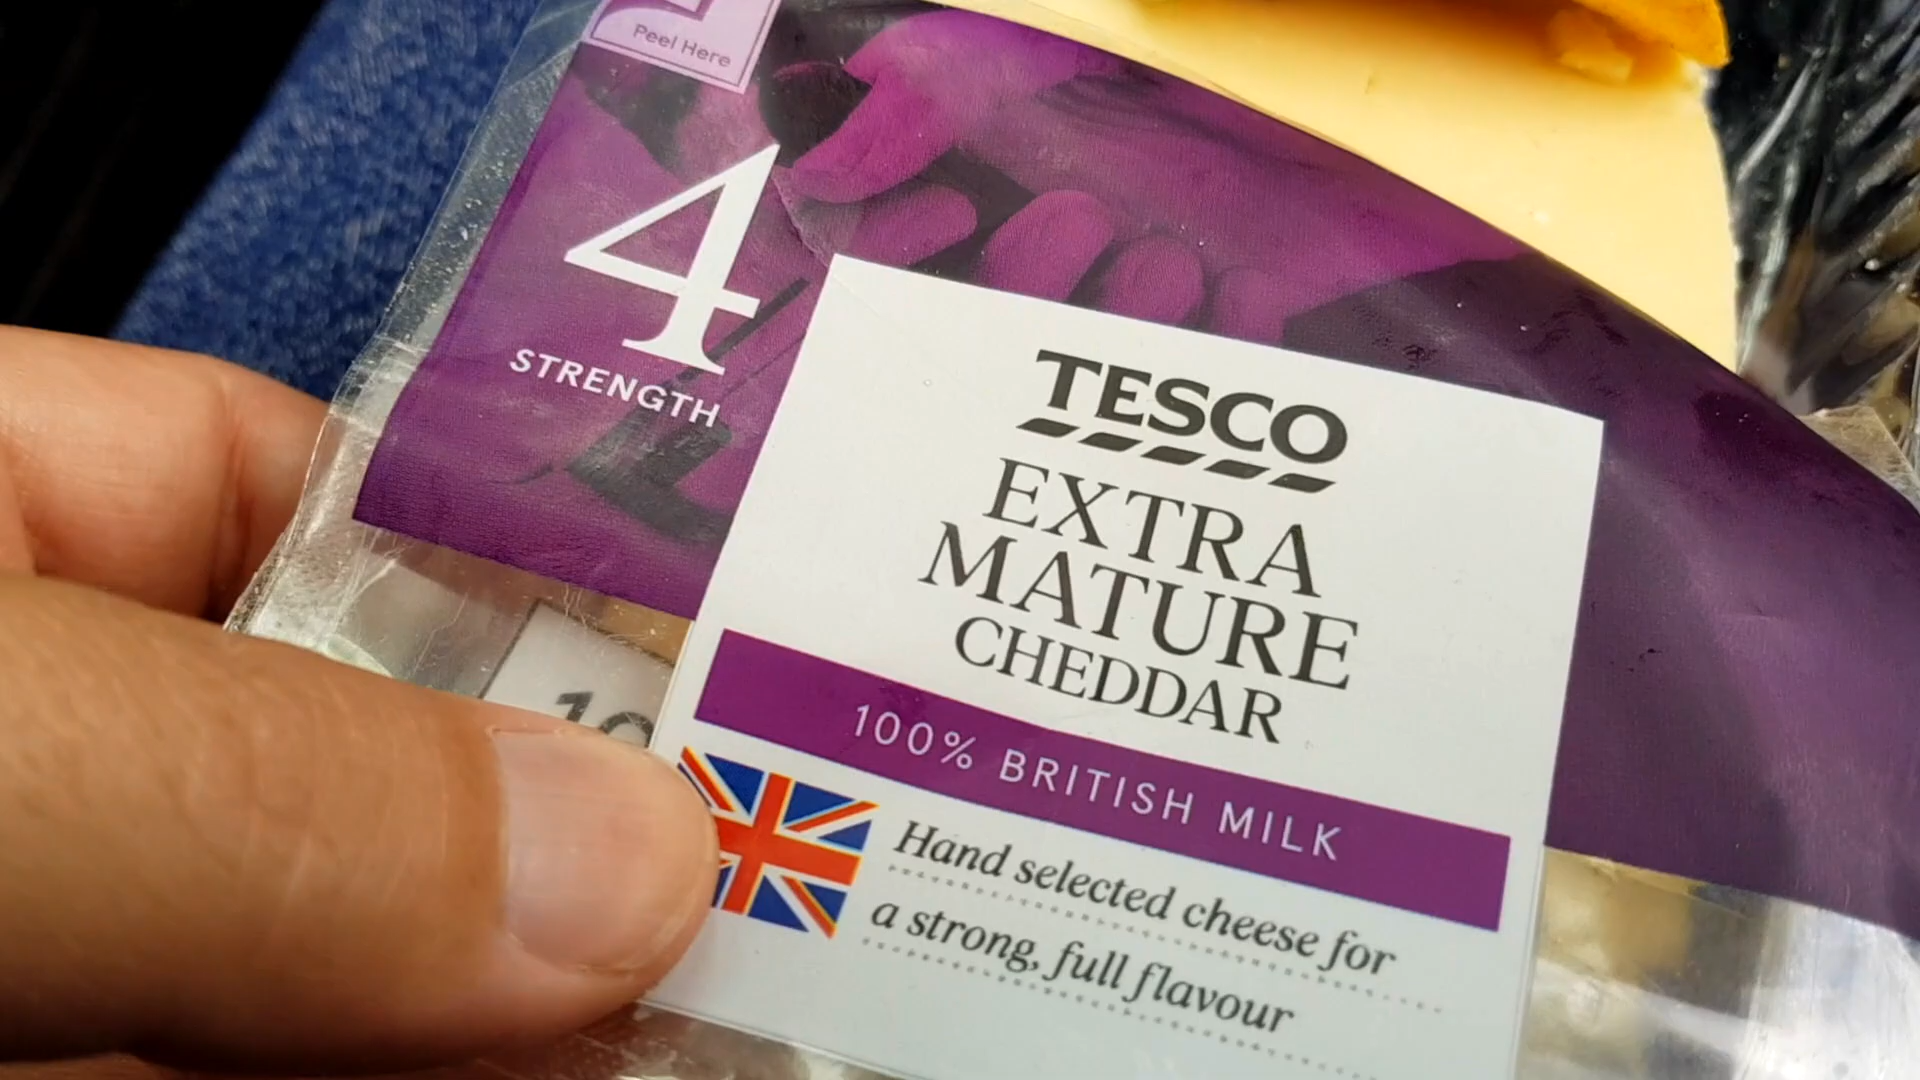 Peel Here
4
STRENGTH
TESCO
EXTRA
MATURE
CHEDDAR
100% BRITISH MILK
Hand selected cheese for
a strong, full flavour